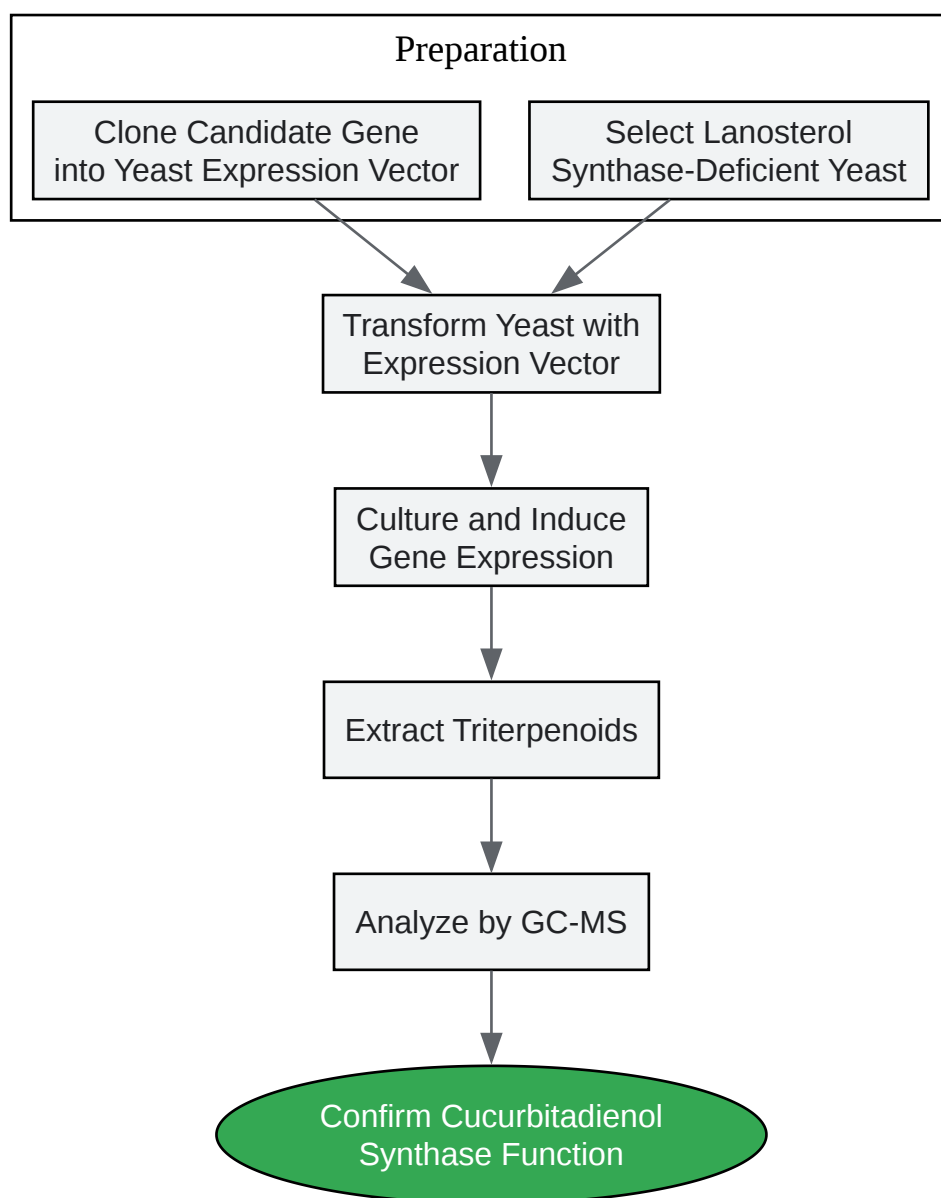 Preparation
Clone Candidate Gene
into Yeast Expression Vector
Select Lanosterol
Synthase-Deficient Yeast
Transform Yeast with
Expression Vector
Culture and Induce
Gene Expression
Extract Triterpenoids
Analyze by GC-MS
Confirm Cucurbitadienol
Synthase Function